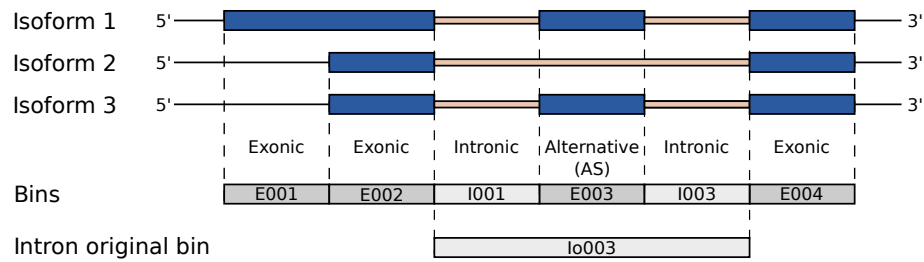 Isoform 1 5' 3'
Isoform 2 5' 3'
Isoform 3 5' 3'
Exonic Exonic Intronic Alternative Intronic Exonic
(AS)
Bins E001 E002 I001 E003 I003 E004
Intron original bin Io003